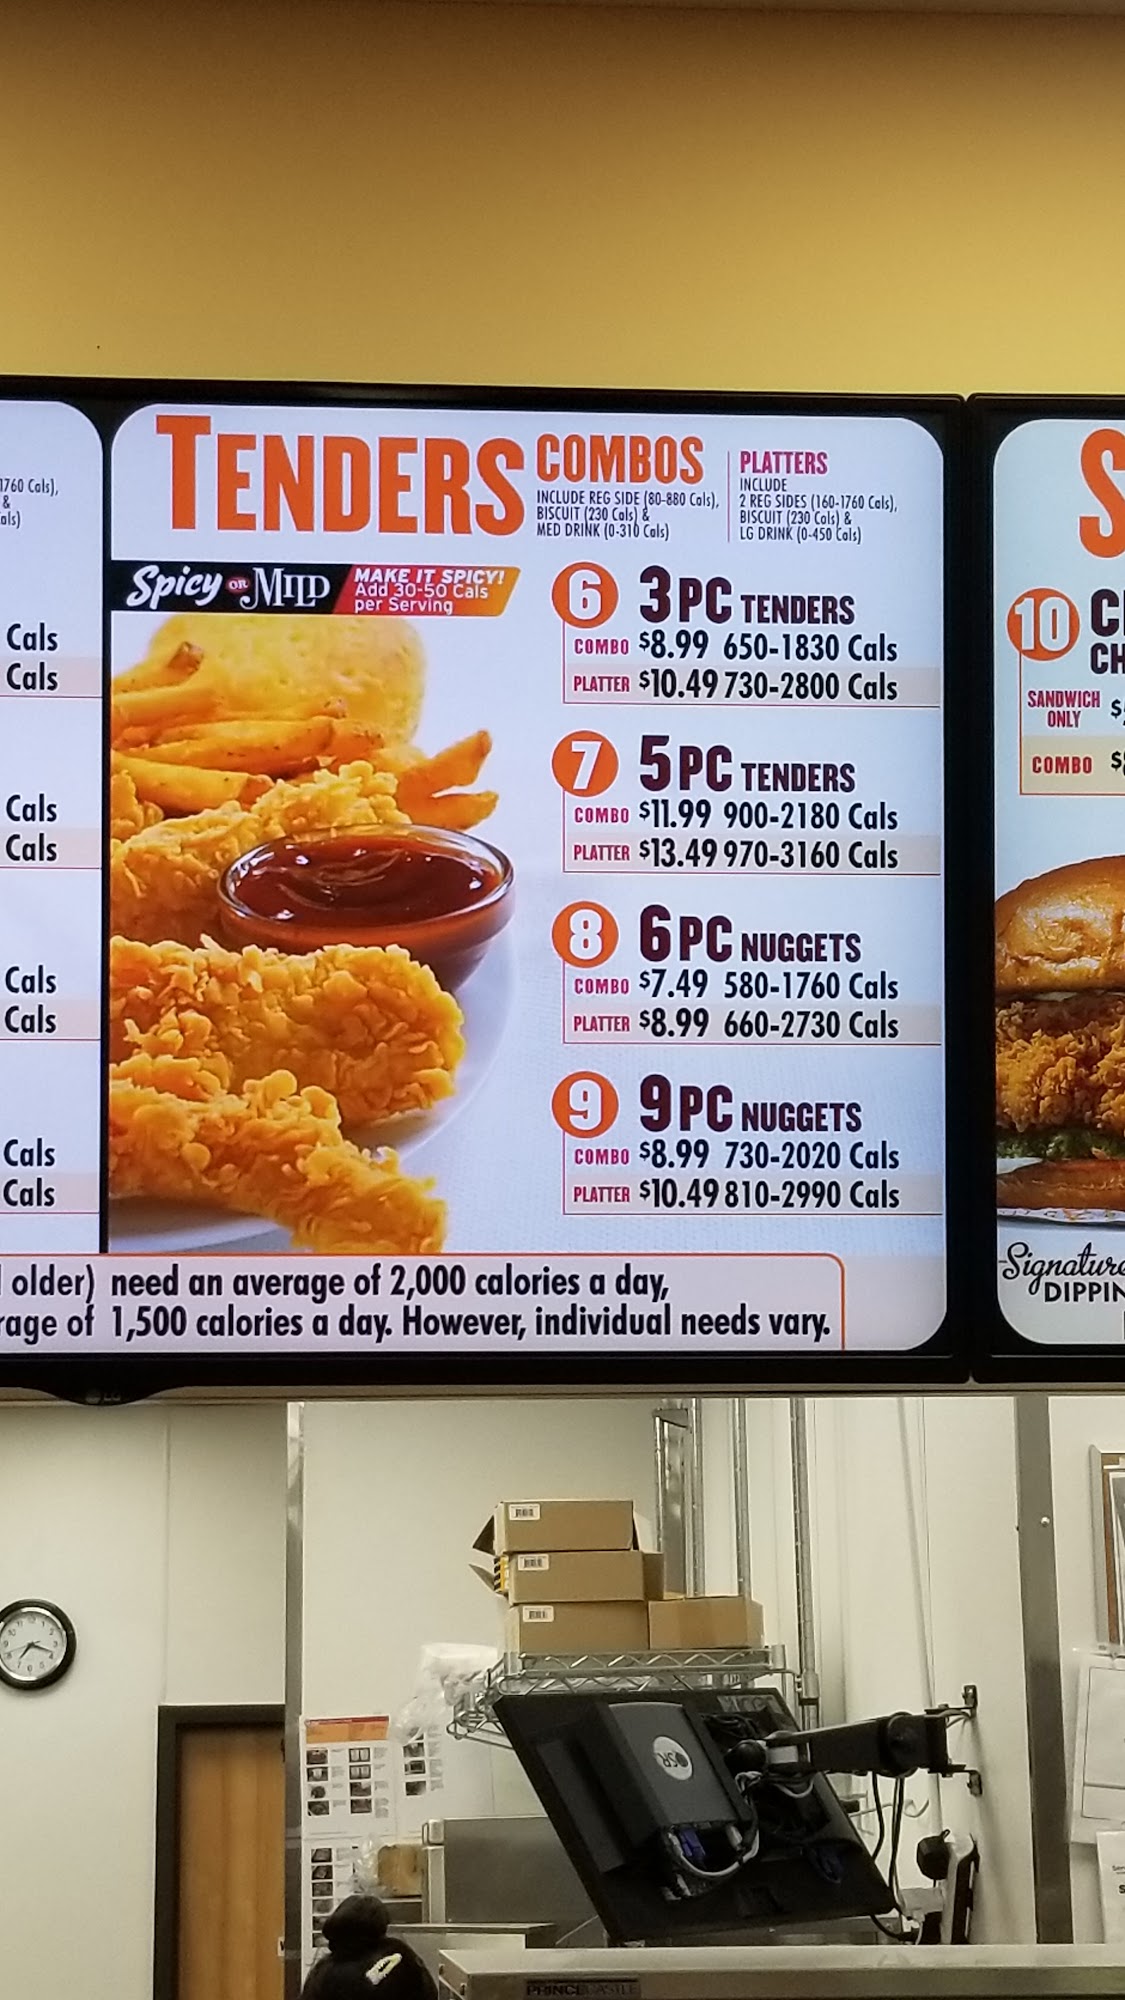 1760 Cals),
&
Cals
Cals
Cals
Cals
Cals
Cals
Cals
Cals
TENDERS
COMBOS
INCLUDE REG SIDE (80-880 Cals),
BISCUIT (230 Cals) &
MED DRINK (0-310 Cals)
PLATTERS
INCLUDE
2 REG SIDES (160-1760 Cals),
BISCUIT (230 Cals) &
LG DRINK (0-450 Cals)
Spicy OR MILD
MAKE IT SPICY!
Add 30-50 Cals
per Serving
6 3PC TENDERS
COMBO $8.99 650-1830 Cals
PLATTER $10.49 730-2800 Cals
7 5PC TENDERS
COMBO $11.99 900-2180 Cals
PLATTER $13.49 970-3160 Cals
8 6PC NUGGETS
COMBO $7.49 580-1760 Cals
PLATTER $8.99 660-2730 Cals
9 9PC NUGGETS
COMBO $8.99 730-2020 Cals
PLATTER $10.49 810-2990 Cals
older) need an average of 2,000 calories a day,
rage of 1,500 calories a day. However, individual needs vary.
S
10 C
CH
SANDWICH
ONLY $
COMBO $
Signature
DIPPIN
LG
QSR
PRINCE CASTLE